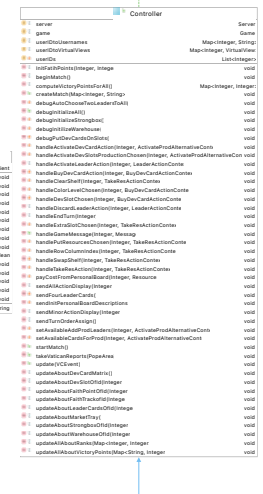 Controller
server Server
game Game
userIDtoUsernames Map<Integer, String>
userIDtoVirtualViews Map<Integer, VirtualView
userIDs List<Integer>
initFaithPoints(Integer, Intege void
beginMatch() void
computeVictoryPointsForAll() Map<Integer, Integer>
createMatch(Map<Integer, String> void
debugAutoChooseTwoLeadersToAll( void
debugInitializeAll() void
debugInitializeStrongbox( void
debugInitilizeWarehouse( void
debugPutDevCardsOnSlots( void
handleActivateDevCardAction(Integer, ActivateProdAlternativeCont void
handleActivateDevSlotsProductionChosen(Integer, ActivateProdAlternativeCon void
handleActivateLeaderAction(Integer, LeaderActionConte void
handleBuyDevCardAction(Integer, BuyDevCardActionConte void
handleClearShelf(Integer, TakeResActionConte void
handleColorLevelChosen(Integer, BuyDevCardActionConte void
handleDevSlotChosen(Integer, BuyDevCardActionConte void
handleDiscardLeaderAction(Integer, LeaderActionConte void
handleEndTurn(Integer void
handleExtraSlotChosen(Integer, TakeResActionConte void
handleGameMessage(Integer, Messag void
handlePutResourcesChosen(Integer, TakeResActionConte void
handleRowColumnIndex(Integer, TakeResActionConte void
handleSwapShelf(Integer, TakeResActionConte void
handleTakeResAction(Integer, TakeResActionConte void
payCostFromPersonalBoard(Integer, Resource void
sendAllActionDisplay(Integer void
sendFourLeaderCards( void
sendInitPersonalBoardDescriptions void
sendMinorActionDisplay(Integer void
sendTurnOrderAssign( void
setAvailableAddProdLeaders(Integer, ActivateProdAlternativeCont void
setAvailableCardsForProd(Integer, ActivateProdAlternativeCont void
startMatch() void
takeVaticanReports(PopeArea void
update(VCEvent) void
updateAboutDevCardMatrix( void
updateAboutDevSlotOfId(Integer void
updateAboutFaithPointOfId(Integer void
updateAboutFaithTrackofId(Intege void
updateAboutLeaderCardsOfId(Intege void
updateAboutMarketTray( void
updateAboutStrongboxOfId(Integer void
updateAboutWarehouseOfId(Integer void
updateAllAboutRanks(Map<Integer, Integer void
updateAllAboutVictoryPoints(Map<String, Integer void